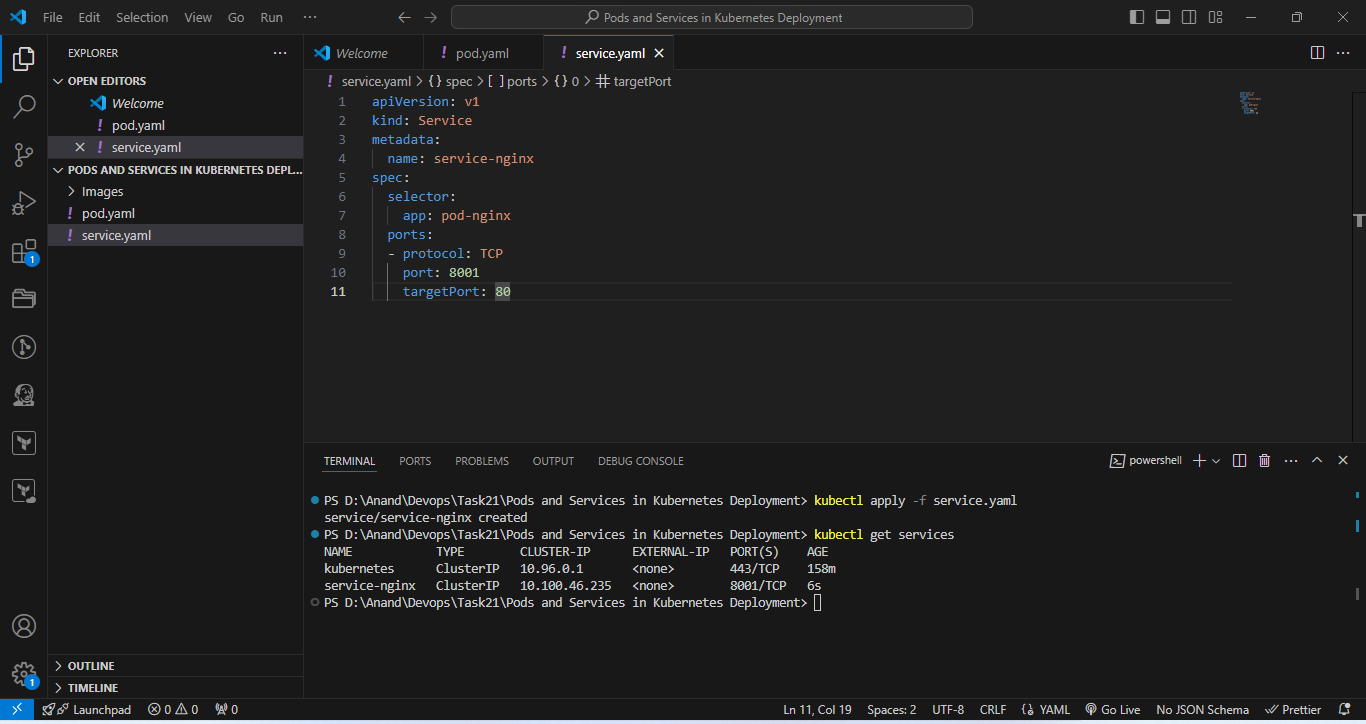 File Edit Selection View Go Run ···
Pods and Services in Kubernetes Deployment
EXPLORER
OPEN EDITORS
Welcome
! pod.yaml
! service.yaml
PODS AND SERVICES IN KUBERNETES DEPL...
Images
! pod.yaml
! service.yaml
OUTLINE
TIMELINE
1
1
Welcome ! pod.yaml ! service.yaml
! service.yaml > {} spec > [ ] ports > {} 0 > # targetPort
1 apiVersion: v1
2 kind: Service
3 metadata:
4 name: service-nginx
5 spec:
6 selector:
7 app: pod-nginx
8 ports:
9 - protocol: TCP
10 port: 8001
11 targetPort: 80
TERMINAL PORTS PROBLEMS OUTPUT DEBUG CONSOLE powershell
PS D:\Anand\Devops\Task21\Pods and Services in Kubernetes Deployment> kubectl apply -f service.yaml
service/service-nginx created
PS D:\Anand\Devops\Task21\Pods and Services in Kubernetes Deployment> kubectl get services
NAME TYPE CLUSTER-IP EXTERNAL-IP PORT(S) AGE
kubernetes ClusterIP 10.96.0.1 <none> 443/TCP 158m
service-nginx ClusterIP 10.100.46.235 <none> 8001/TCP 6s
PS D:\Anand\Devops\Task21\Pods and Services in Kubernetes Deployment>
Launchpad 0 0 0 Ln 11, Col 19 Spaces: 2 UTF-8 CRLF {} YAML Go Live No JSON Schema Prettier